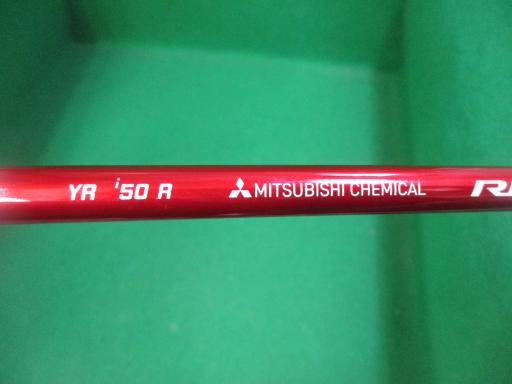 YR i50 R MITSUBISHI CHEMICAL